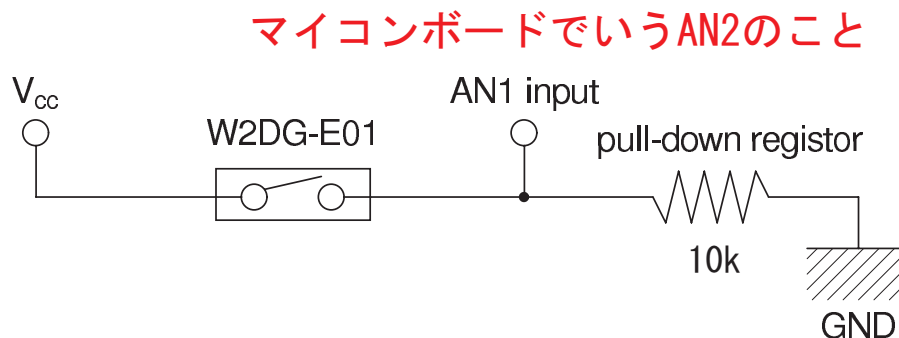 マイコンボードでいうAN2のこと
Vcc
AN1 input
W2DG-E01
pull-down registor
10k
GND